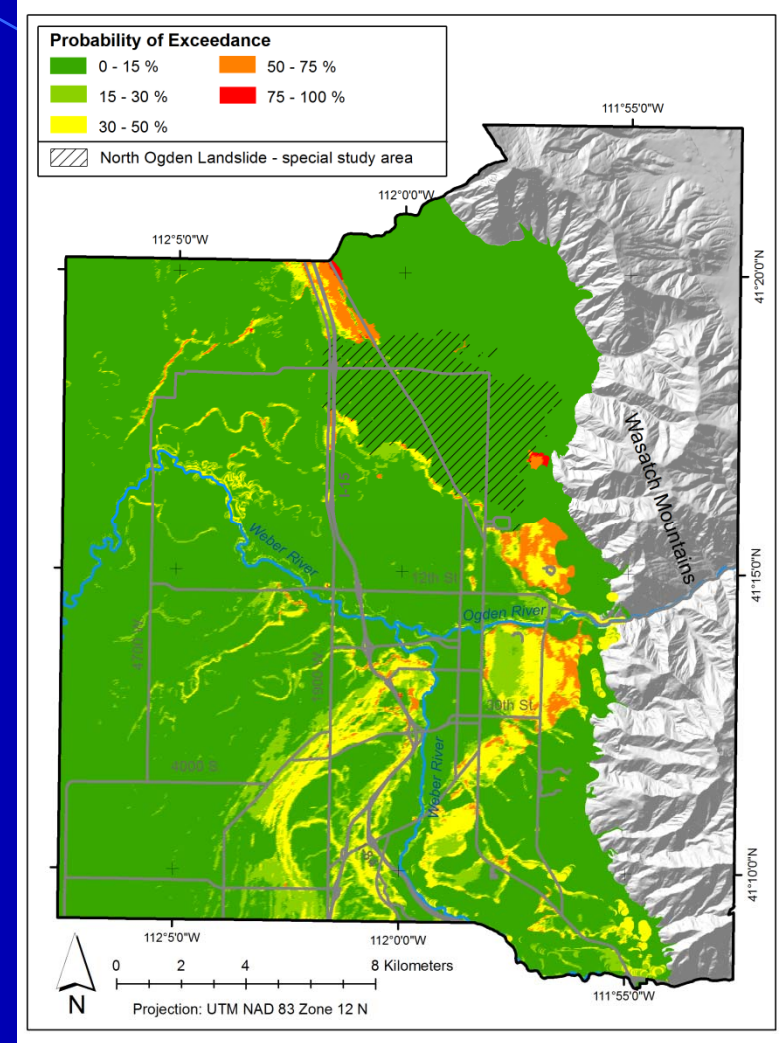 Probability of Exceedance
0 - 15 %
50 - 75 %
15 - 30 %
75 - 100 %
30 - 50 %
North Ogden Landslide - special study area
111°55'0"W
112°0'0"W
112°5'0"W
41°20'0"N
Wasatch Mountains
I-15
Weber River
41°15'0"N
12th St
Ogden River
30th St
4000 S
Weber River
41°10'0"N
112°5'0"W
112°0'0"W
111°55'0"W
0 2 4 8 Kilometers
N
Projection: UTM NAD 83 Zone 12 N